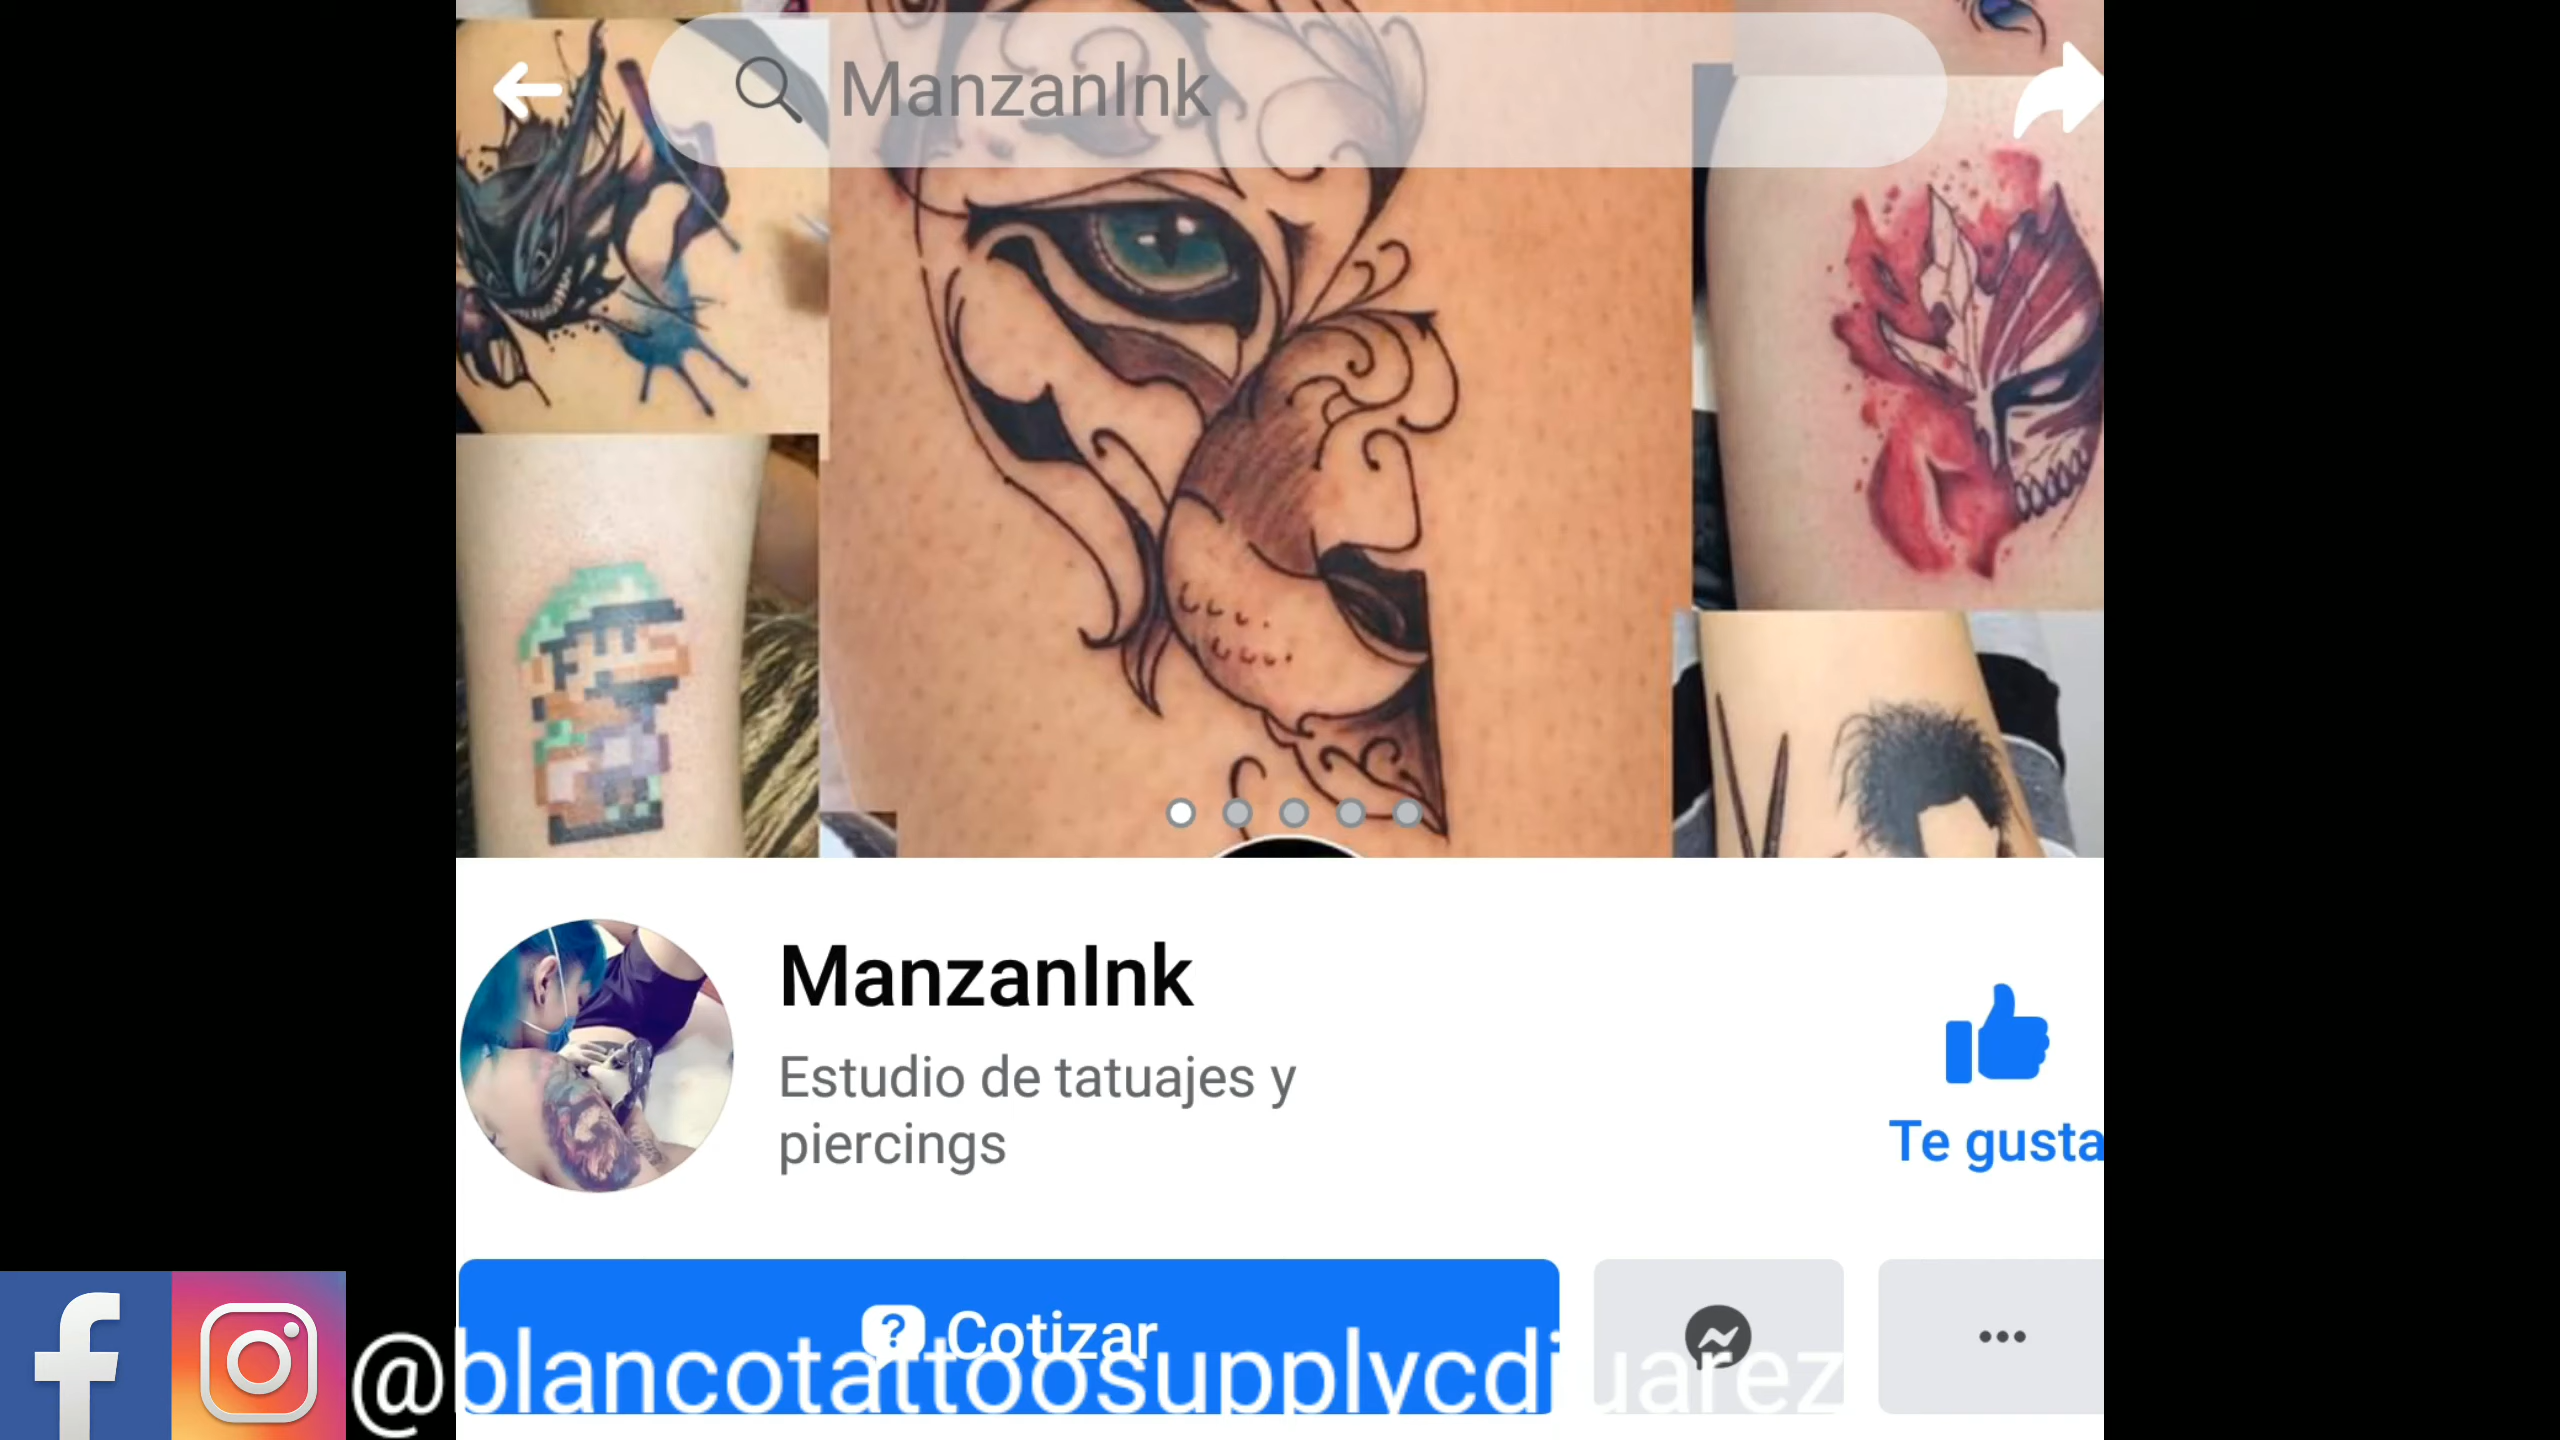 ManzanInk
ManzanInk
Estudio de tatuajes y
piercings
Te gusta
Cotizar
@blancotattoosupplycdjuarez